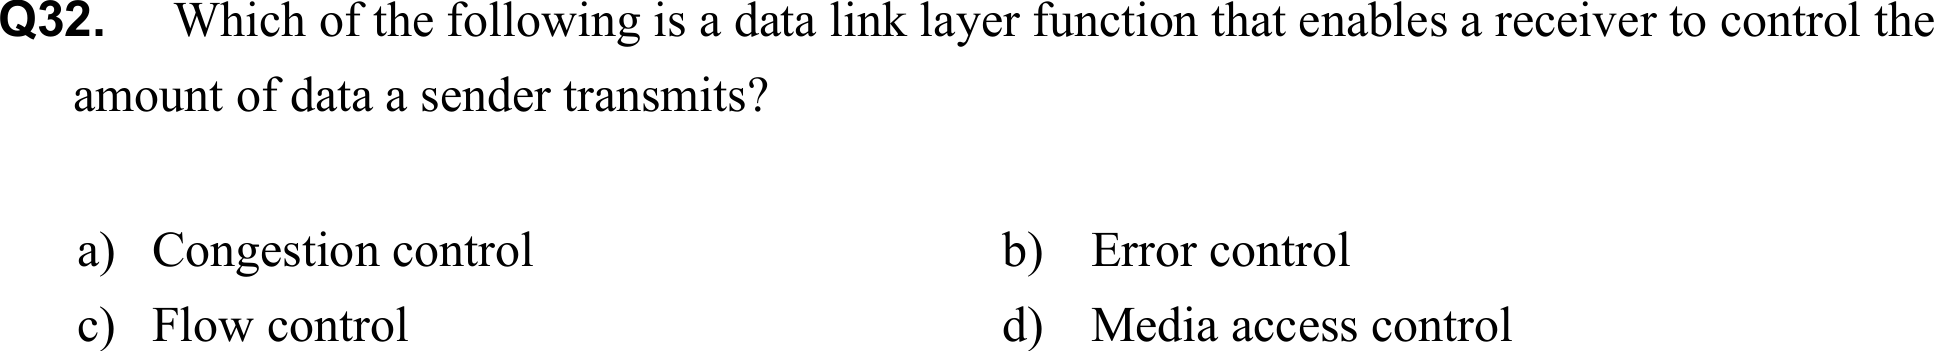 Q32. Which of the following is a data link layer function that enables a receiver to control the
amount of data a sender transmits?
a) Congestion control b) Error control
c) Flow control d) Media access control